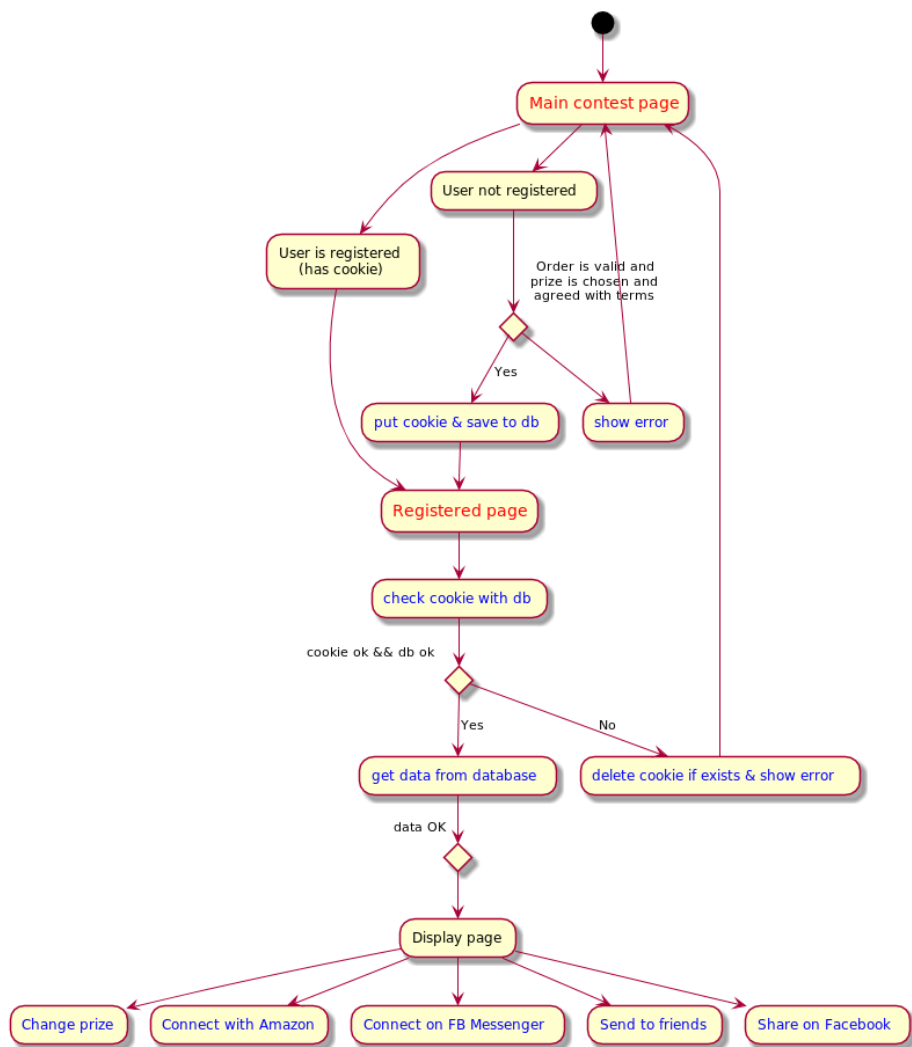 Main contest page
User not registered
User is registered
(has cookie)
Order is valid and
prize is chosen and
agreed with terms
Yes
put cookie & save to db
show error
Registered page
check cookie with db
cookie ok && db ok
Yes
No
get data from database
delete cookie if exists & show error
data OK
Display page
Change prize
Connect with Amazon
Connect on FB Messenger
Send to friends
Share on Facebook